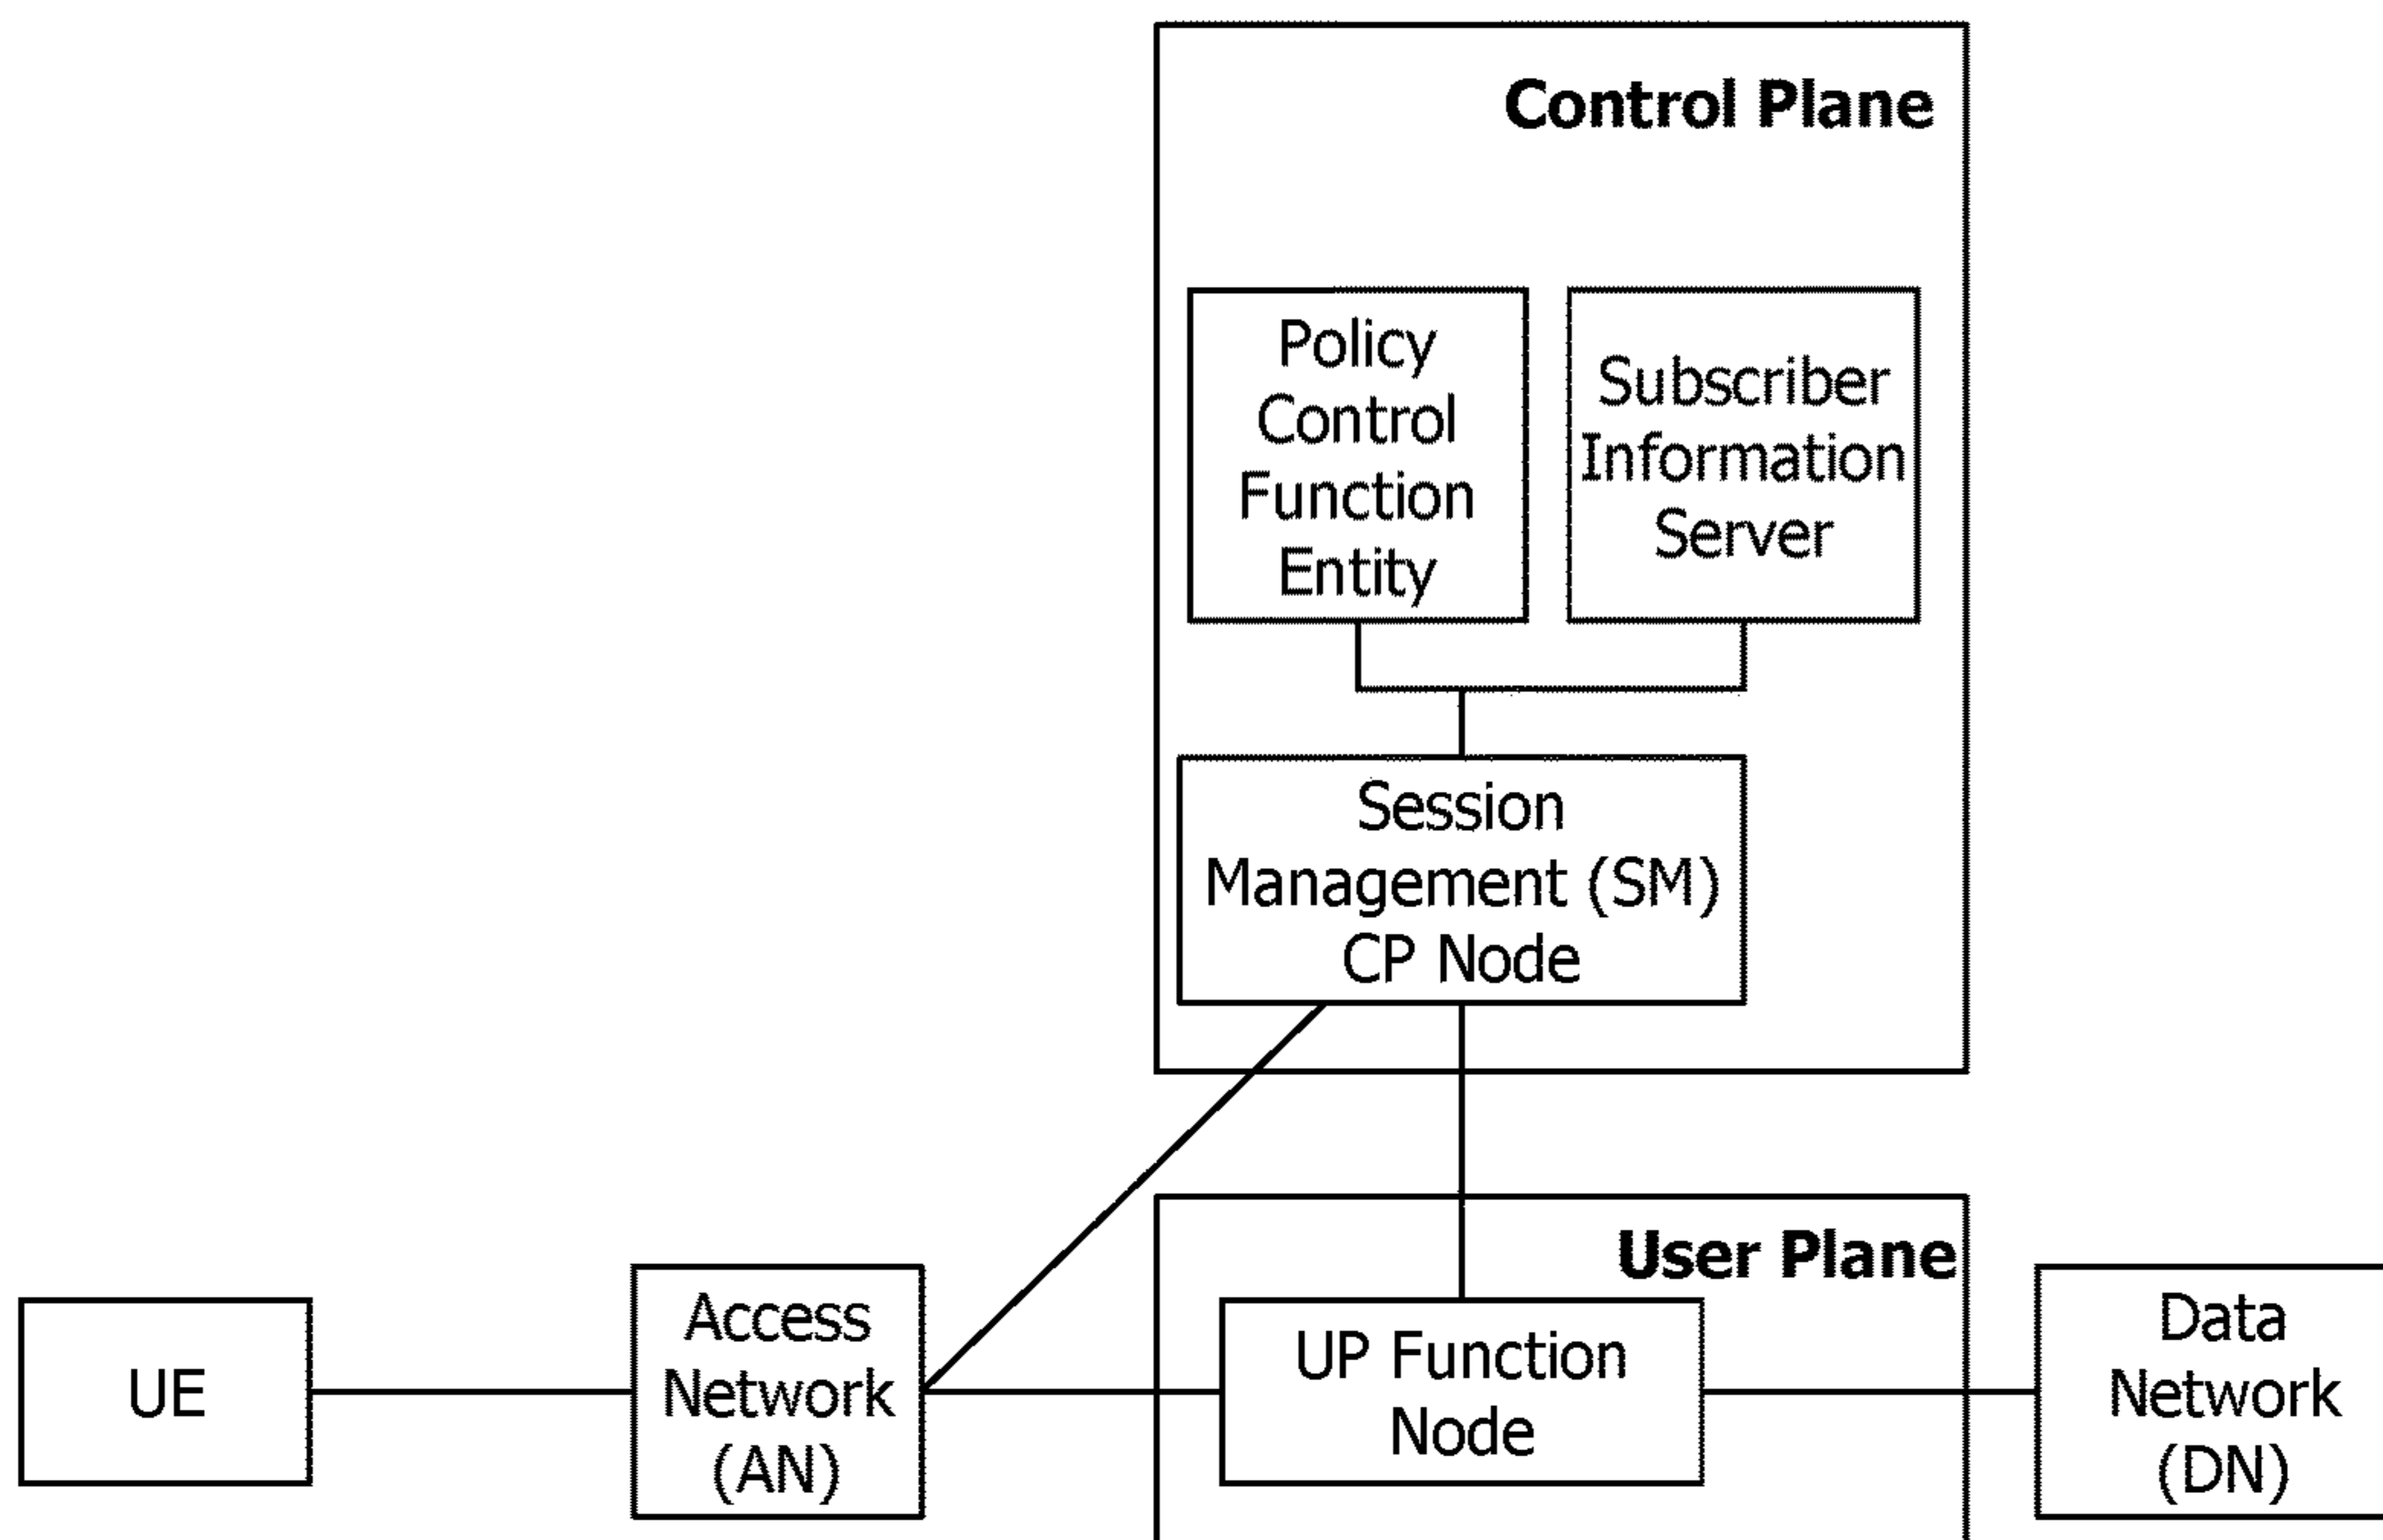 Control Plane
Policy
Control
Function
Entity
Subscriber
Information
Server
Session
Management (SM)
CP Node
User Plane
UE
Access
Network
(AN)
UP Function
Node
Data
Network
(DN)